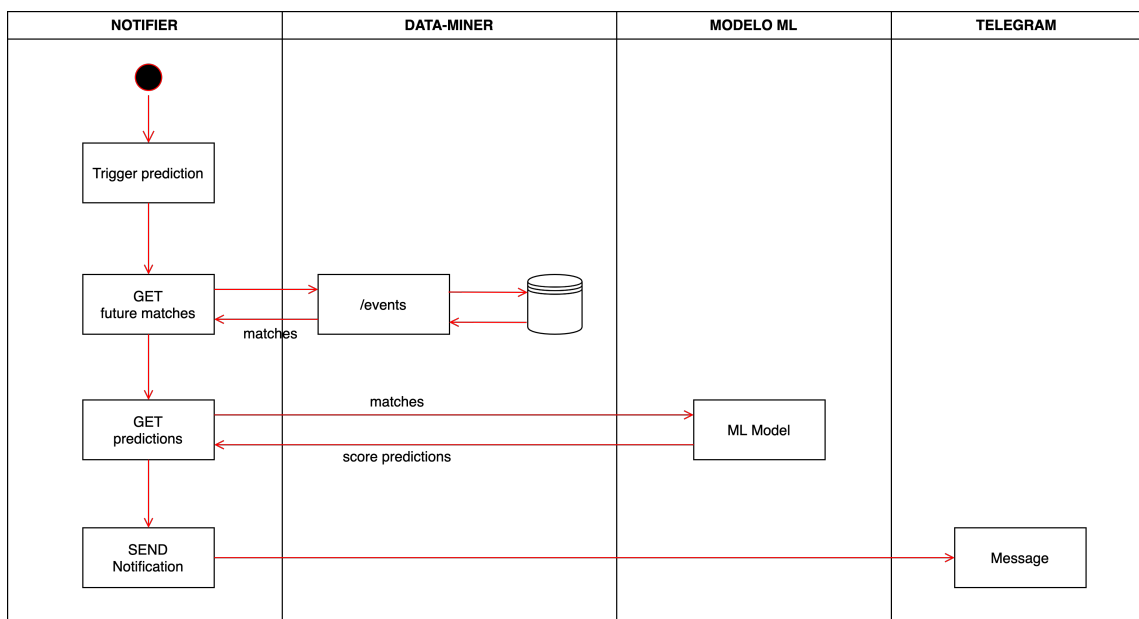 NOTIFIER
DATA-MINER
MODELO ML
TELEGRAM
Trigger prediction
GET
future matches
/events
matches
GET
predictions
matches
score predictions
ML Model
SEND
Notification
Message